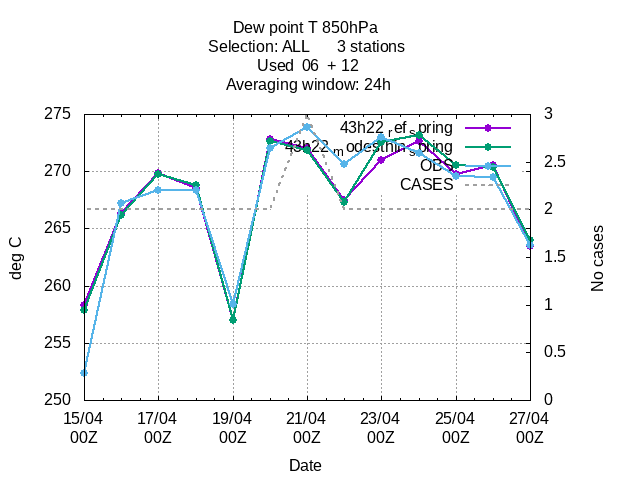 Dew point T 850hPa
Selection: ALL 3 stations
Used 06 + 12
Averaging window: 24h
275
270
265
260
255
250
3
2.5
2
1.5
1
0.5
0
43h22_ref_spring
OBS
CASES
deg C
No cases
15/04 17/04 19/04 21/04 23/04 25/04 27/04
00Z 00Z 00Z 00Z 00Z 00Z 00Z
Date